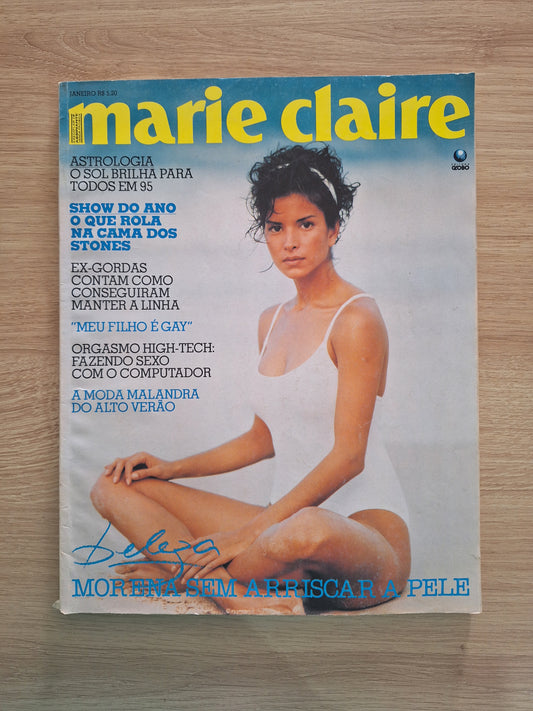 JANEIRO R$ 5,20
marie claire
GLOBO
ASTROLOGIA
O SOL BRILHA PARA
TODOS EM 95
SHOW DO ANO
O QUE ROLA
NA CAMA DOS
STONES
EX-GORDAS
CONTAM COMO
CONSEGUIRAM
MANTER A LINHA
"MEU FILHO É GAY"
ORGASMO HIGH-TECH:
FAZENDO SEXO
COM O COMPUTADOR
A MODA MALANDRA
DO ALTO VERÃO
beleza
MORENA SEM ARRISCAR A PELE